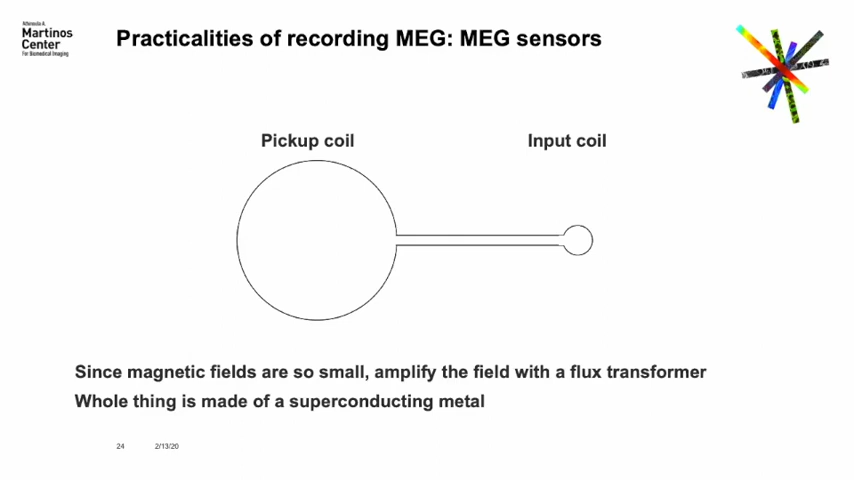 Athinoula A.
Martinos
Center
For Biomedical Imaging
Practicalities of recording MEG: MEG sensors
Pickup coil
Input coil
Since magnetic fields are so small, amplify the field with a flux transformer
Whole thing is made of a superconducting metal
24
2/13/20